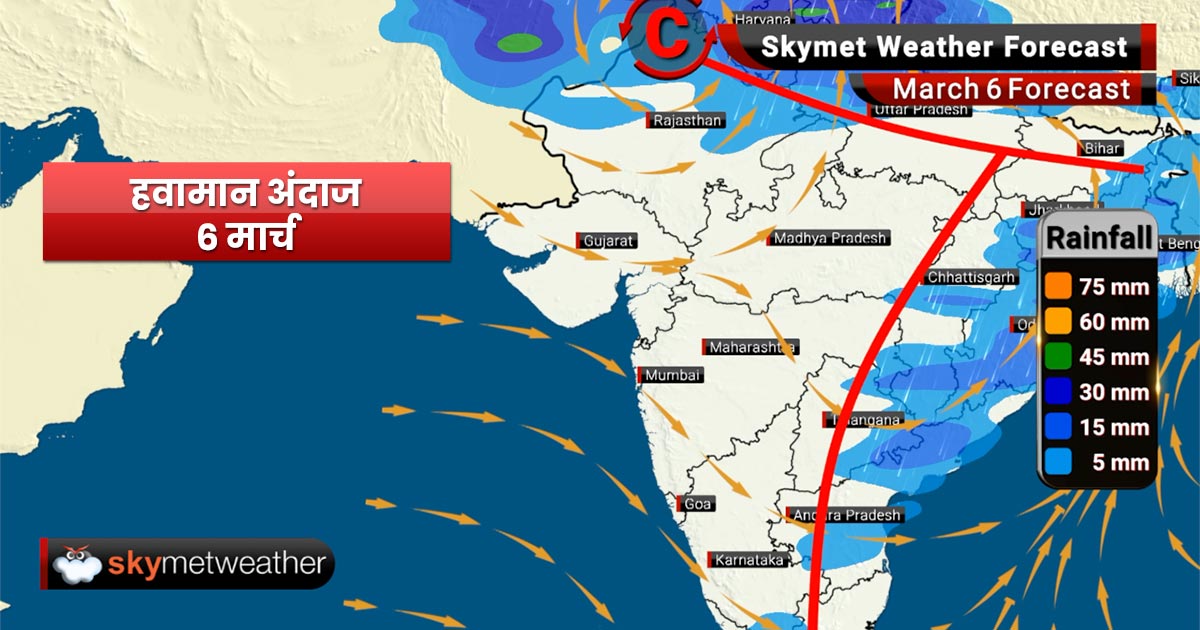 Haryana
Skymet Weather Forecast
March 6 Forecast
Sik
Uttar Pradesh
Rajasthan
Bihar
हवामान अंदाज
6 मार्च
Gujarat
Madhya Pradesh
t Beng
Rainfall
75 mm
60 mm
45 mm
30 mm
15 mm
5 mm
Chhattisgarh
Od
Maharashtra
Mumbai
Telangana
Goa
Andhra Pradesh
Karnataka
skymetweather